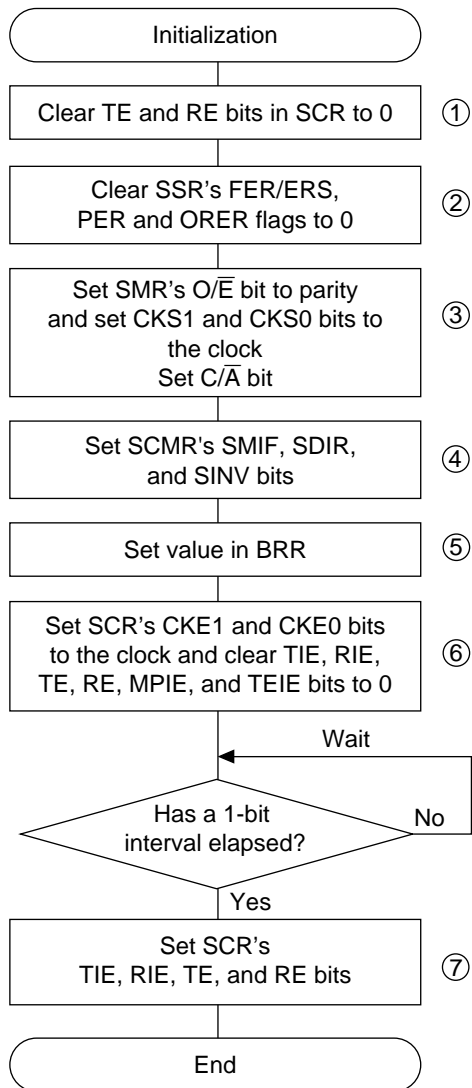 Initialization
Clear TE and RE bits in SCR to 0
①
Clear SSR's FER/ERS,
PER and ORER flags to 0
②
Set SMR's O/E̅ bit to parity
and set CKS1 and CKS0 bits to
the clock
Set C/A̅ bit
③
Set SCMR's SMIF, SDIR,
and SINV bits
④
Set value in BRR
⑤
Set SCR's CKE1 and CKE0 bits
to the clock and clear TIE, RIE,
TE, RE, MPIE, and TEIE bits to 0
⑥
Wait
Has a 1-bit
interval elapsed?
No
Yes
Set SCR's
TIE, RIE, TE, and RE bits
⑦
End